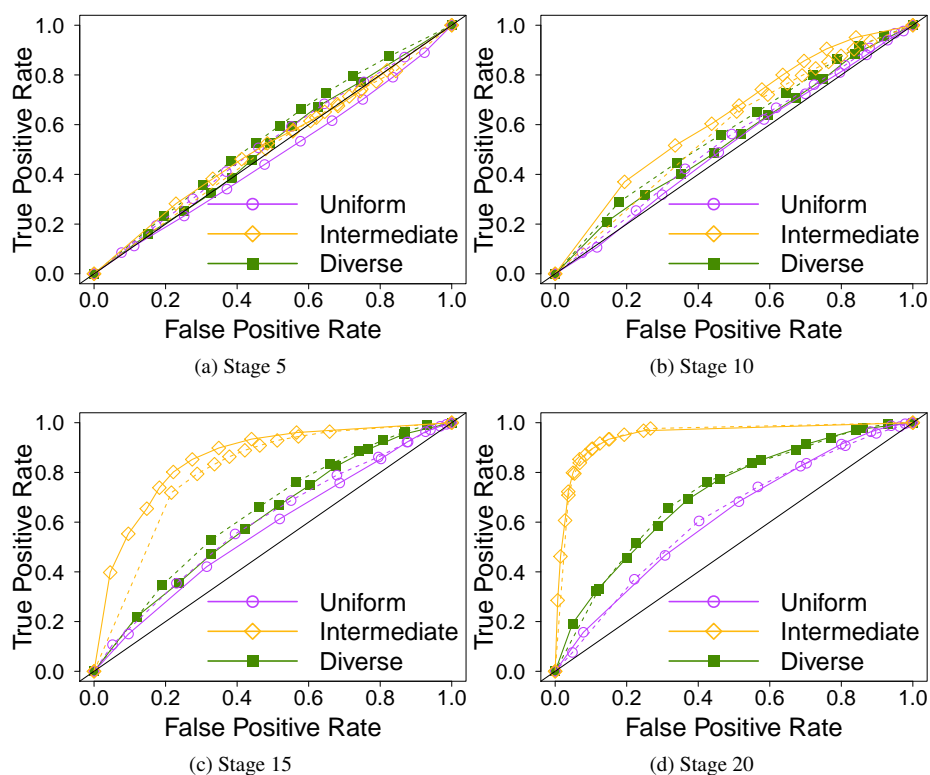 True Positive Rate
1.0
0.8
0.6
0.4
0.2
0.0
Uniform
Intermediate
Diverse
0.0 0.2 0.4 0.6 0.8 1.0
False Positive Rate
(a) Stage 5
True Positive Rate
1.0
0.8
0.6
0.4
0.2
0.0
Uniform
Intermediate
Diverse
0.0 0.2 0.4 0.6 0.8 1.0
False Positive Rate
(b) Stage 10
True Positive Rate
1.0
0.8
0.6
0.4
0.2
0.0
Uniform
Intermediate
Diverse
0.0 0.2 0.4 0.6 0.8 1.0
False Positive Rate
(c) Stage 15
True Positive Rate
1.0
0.8
0.6
0.4
0.2
0.0
Uniform
Intermediate
Diverse
0.0 0.2 0.4 0.6 0.8 1.0
False Positive Rate
(d) Stage 20